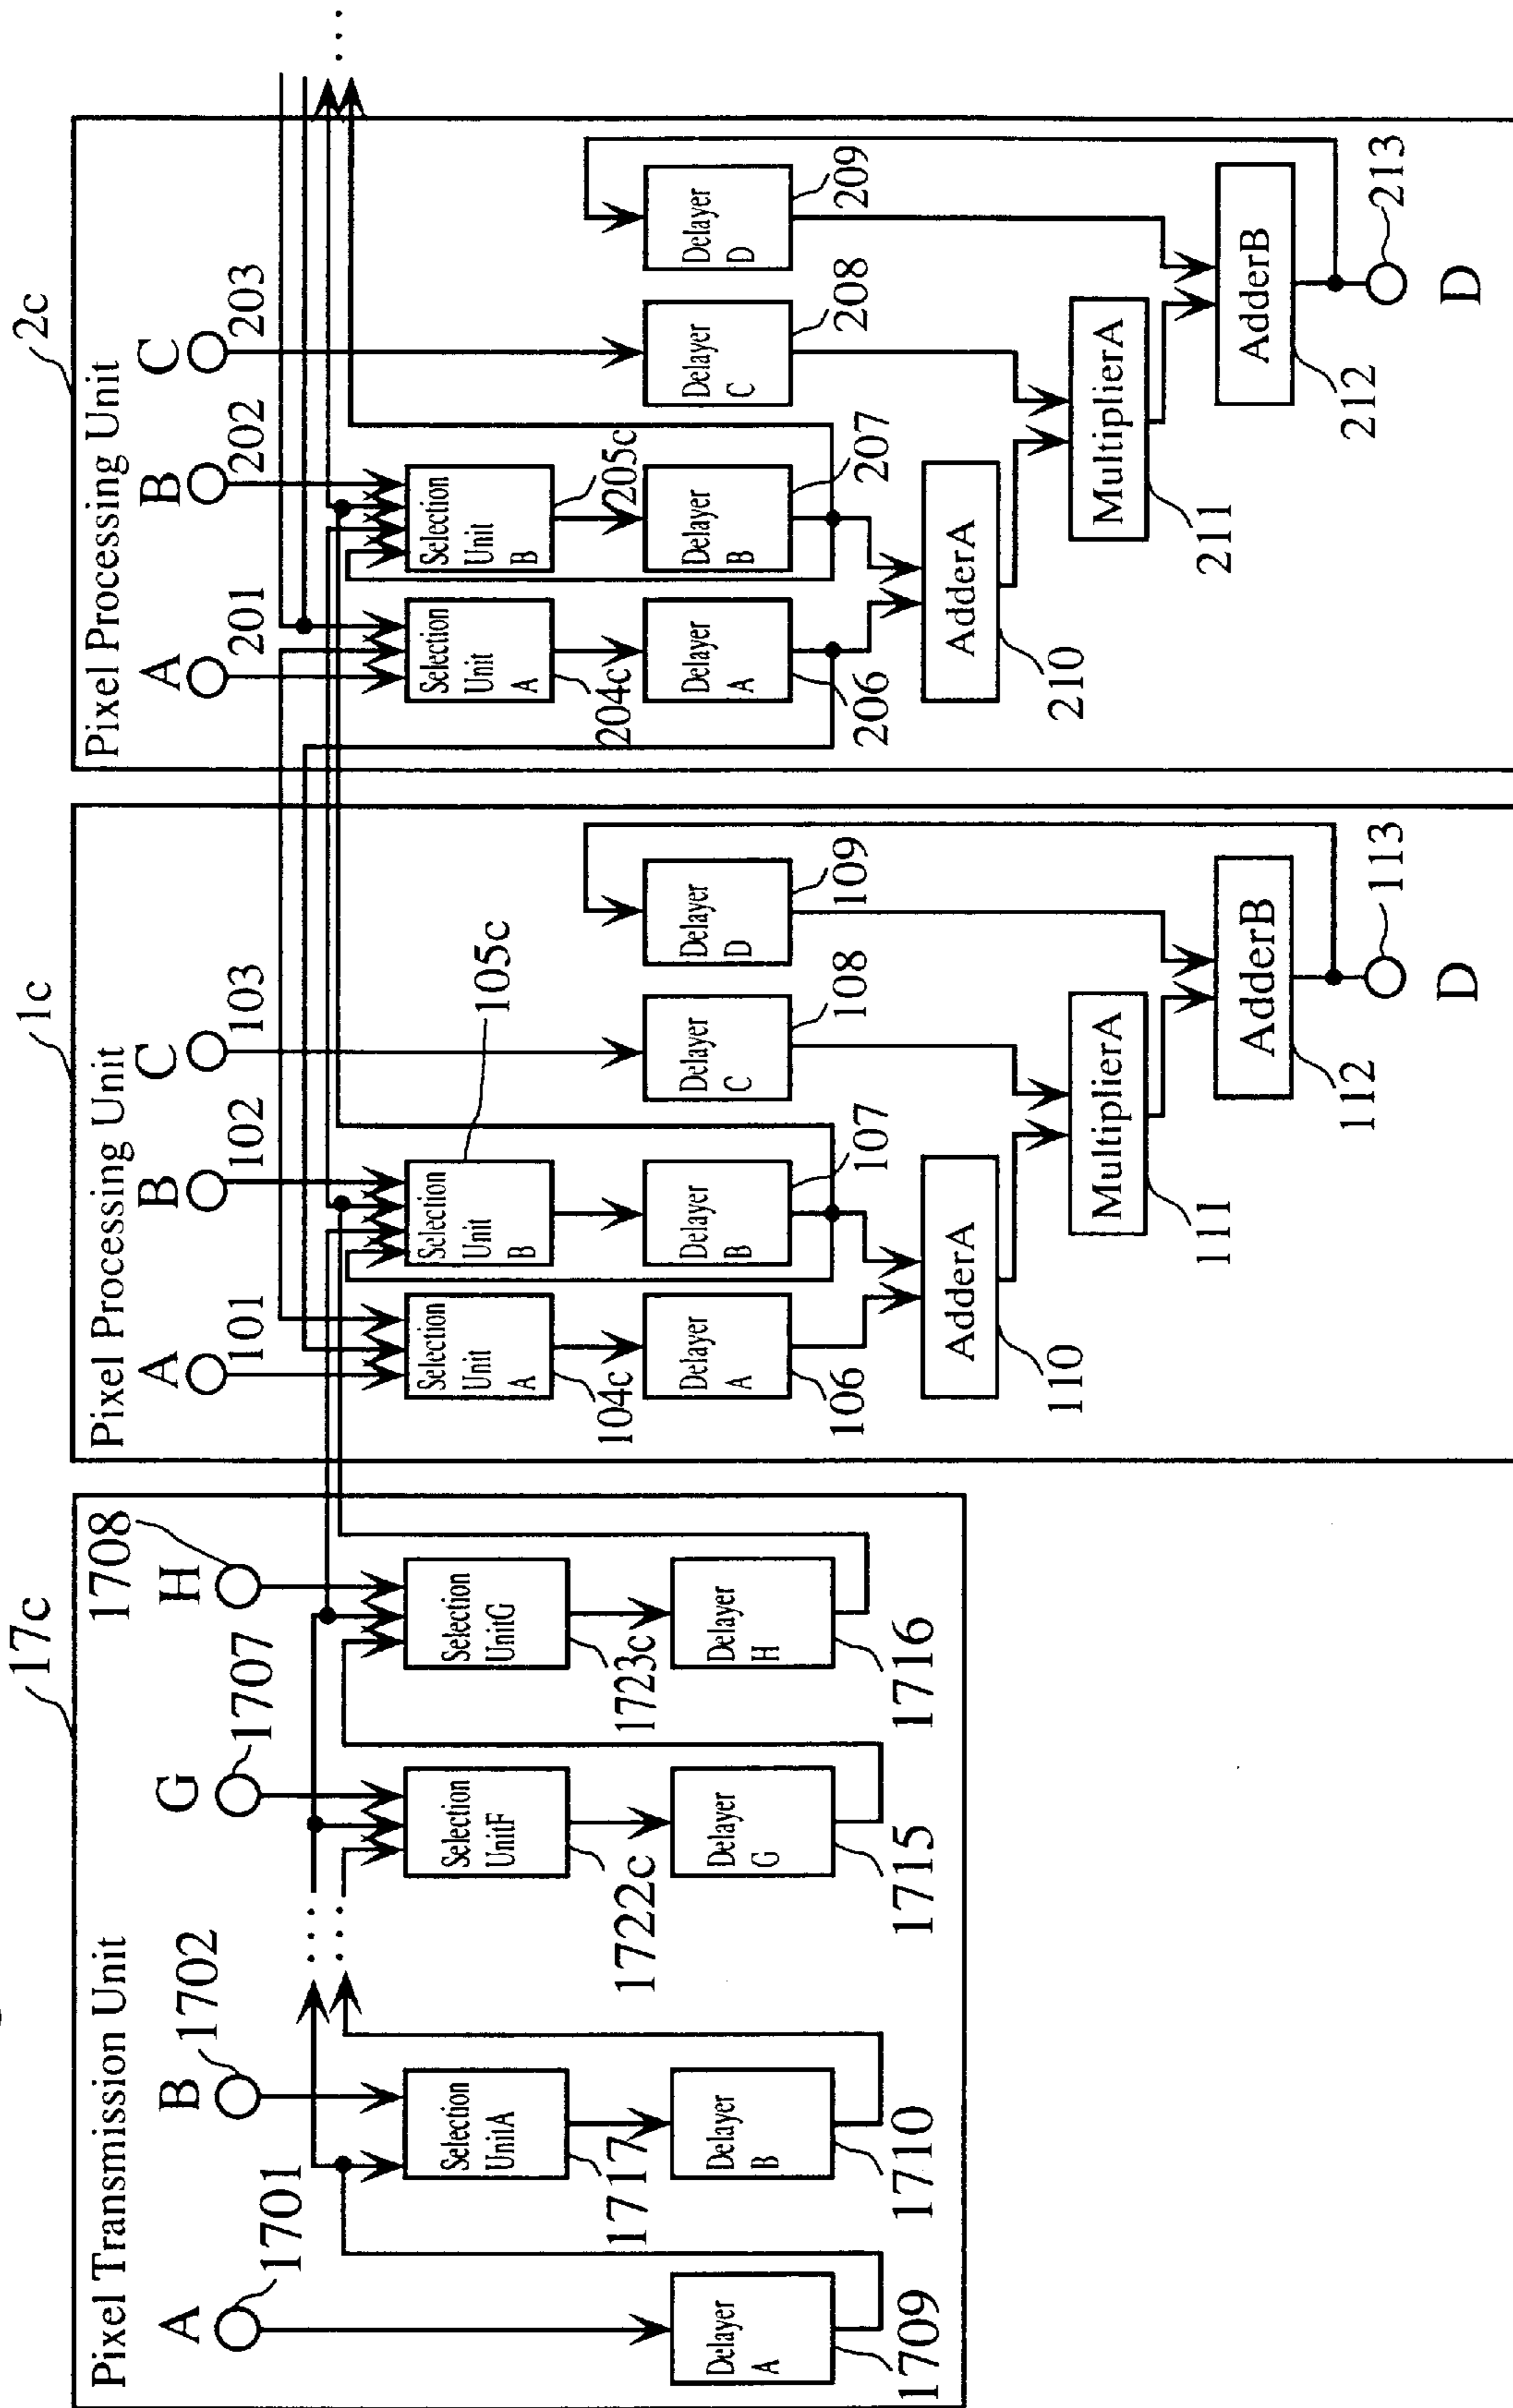 17c
Pixel Transmission Unit
A
1701
B
1702
G
1707
H
1708
...
...
Selection
UnitA
1717
Selection
UnitF
1722c
Selection
UnitG
1723c
Delayer
A
1709
Delayer
B
1710
Delayer
G
1715
Delayer
H
1716
1c
Pixel Processing Unit
A
101
B
102
C
103
Selection
Unit
A
104c
Selection
Unit
B
105c
Delayer
A
106
Delayer
B
107
Delayer
C
108
Delayer
D
109
AdderA
110
MultiplierA
111
AdderB
112
113
D
2c
Pixel Processing Unit
A
201
B
202
C
203
...
Selection
Unit
A
204c
Selection
Unit
B
205c
Delayer
A
206
Delayer
B
207
Delayer
C
208
Delayer
D
209
AdderA
210
MultiplierA
211
AdderB
212
213
D